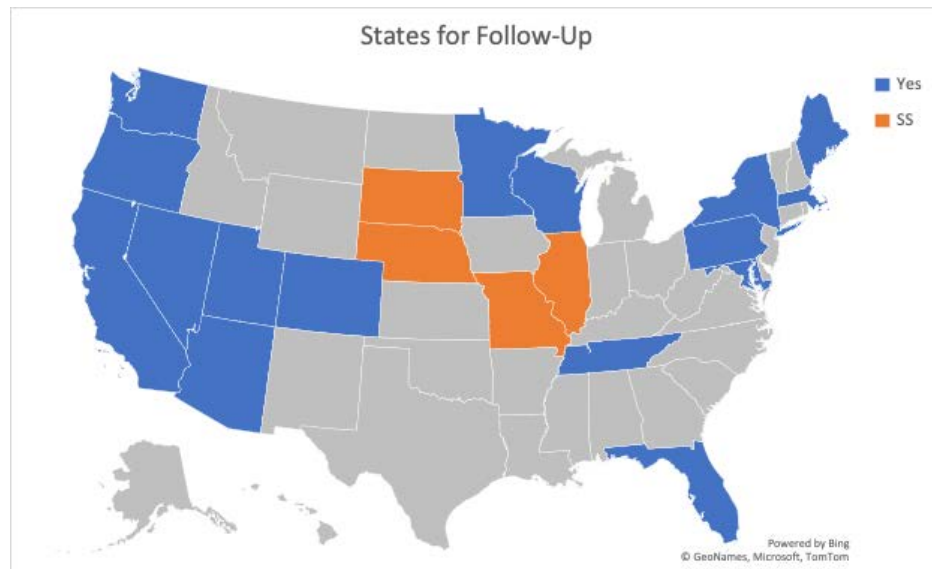 States for Follow-Up
Yes
SS
Powered by Bing
© GeoNames, Microsoft, TomTom